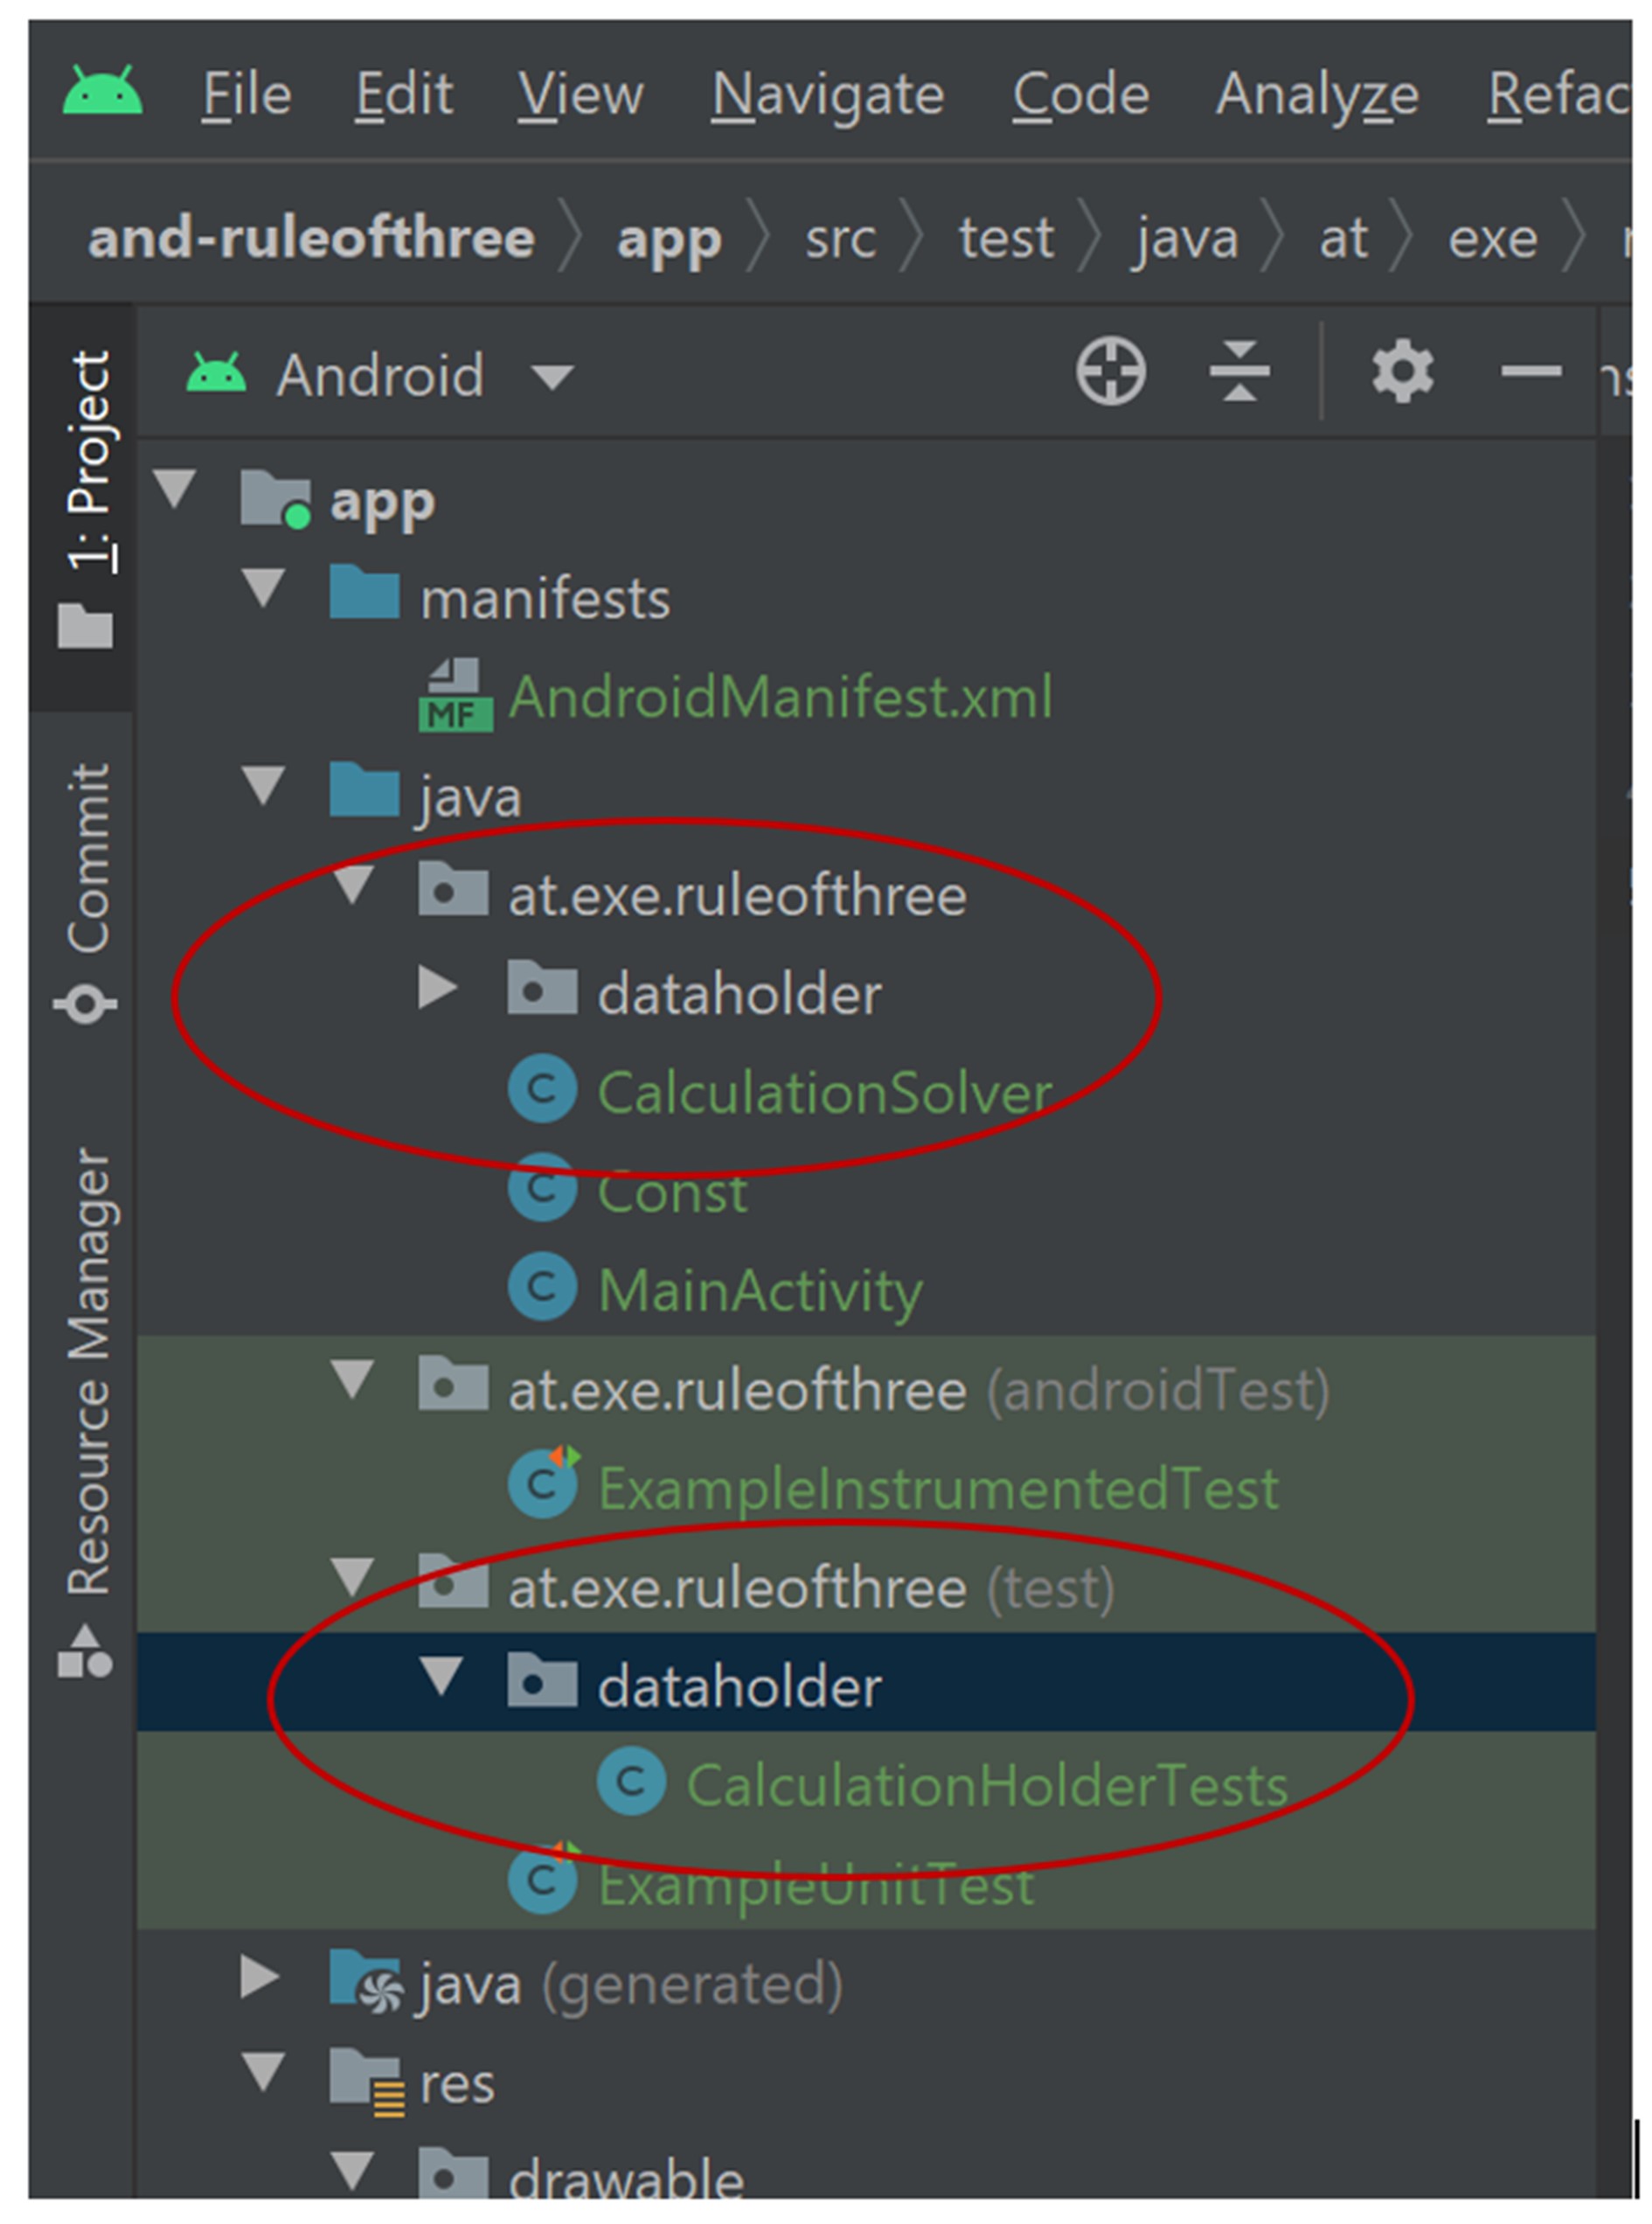 File Edit View Navigate Code Analyze Refac
and-ruleofthree app src test java at exe
1: Project
Android
app
manifests
MF AndroidManifest.xml
java
Commit
at.exe.ruleofthree
dataholder
C CalculationSolver
C Const
Resource Manager
C MainActivity
at.exe.ruleofthree (androidTest)
C ExampleInstrumentedTest
at.exe.ruleofthree (test)
dataholder
C CalculationHolderTests
C ExampleUnitTest
java (generated)
res
drawable